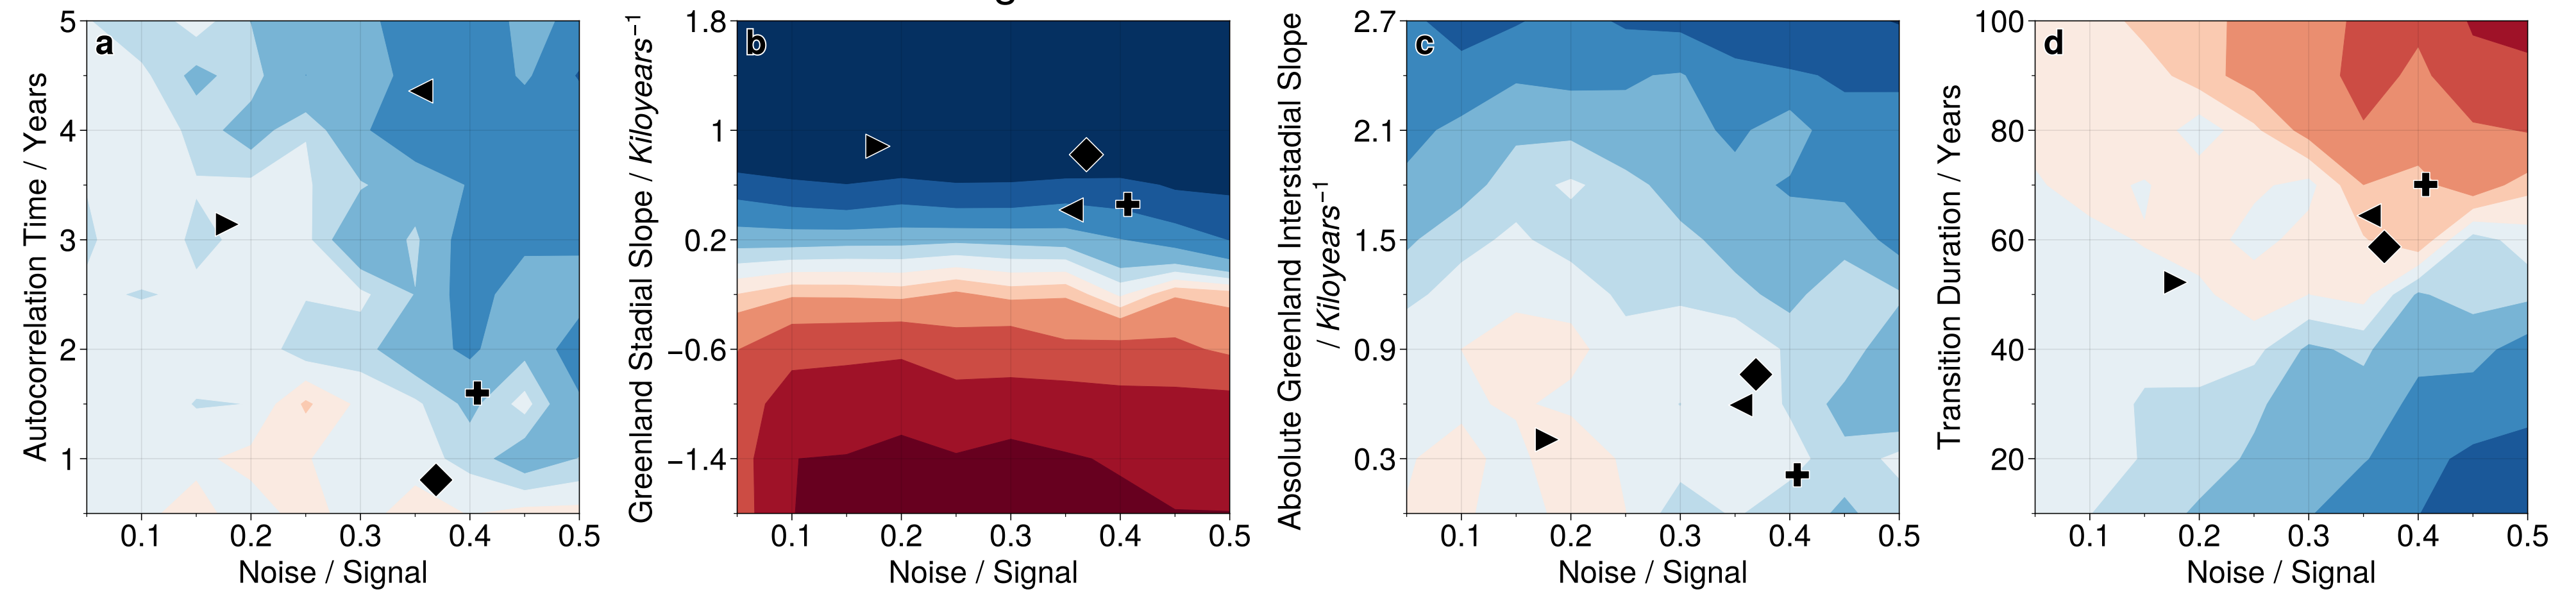 a
5
4
3
2
1
Autocorrelation Time / Years
0.1 0.2 0.3 0.4 0.5
Noise / Signal
b
1.8
1
0.2
−0.6
−1.4
Greenland Stadial Slope / Kiloyears⁻¹
0.1 0.2 0.3 0.4 0.5
Noise / Signal
c
2.7
2.1
1.5
0.9
0.3
Absolute Greenland Interstadial Slope
/ Kiloyears⁻¹
0.1 0.2 0.3 0.4 0.5
Noise / Signal
d
100
80
60
40
20
Transition Duration / Years
0.1 0.2 0.3 0.4 0.5
Noise / Signal